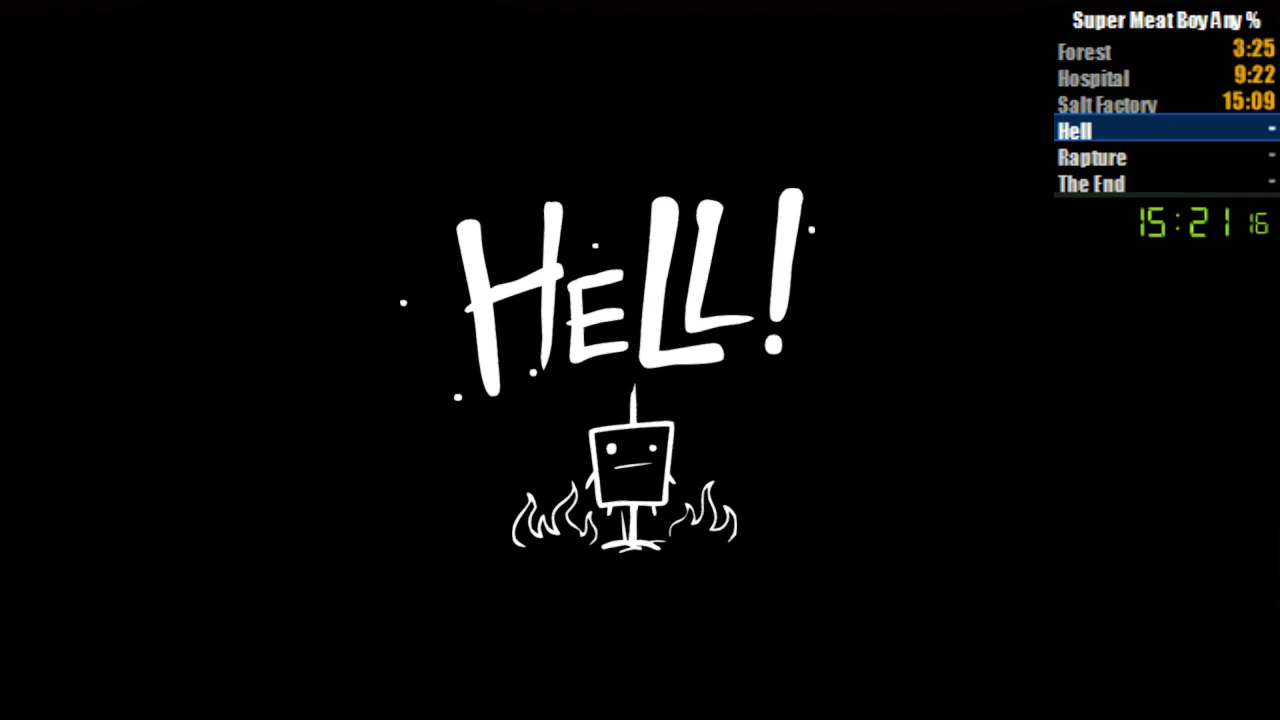 Super Meat Boy Any %
Forest 3:25
Hospital 9:22
Salt Factory 15:09
Hell -
Rapture -
The End -
15:21 16
HELL!